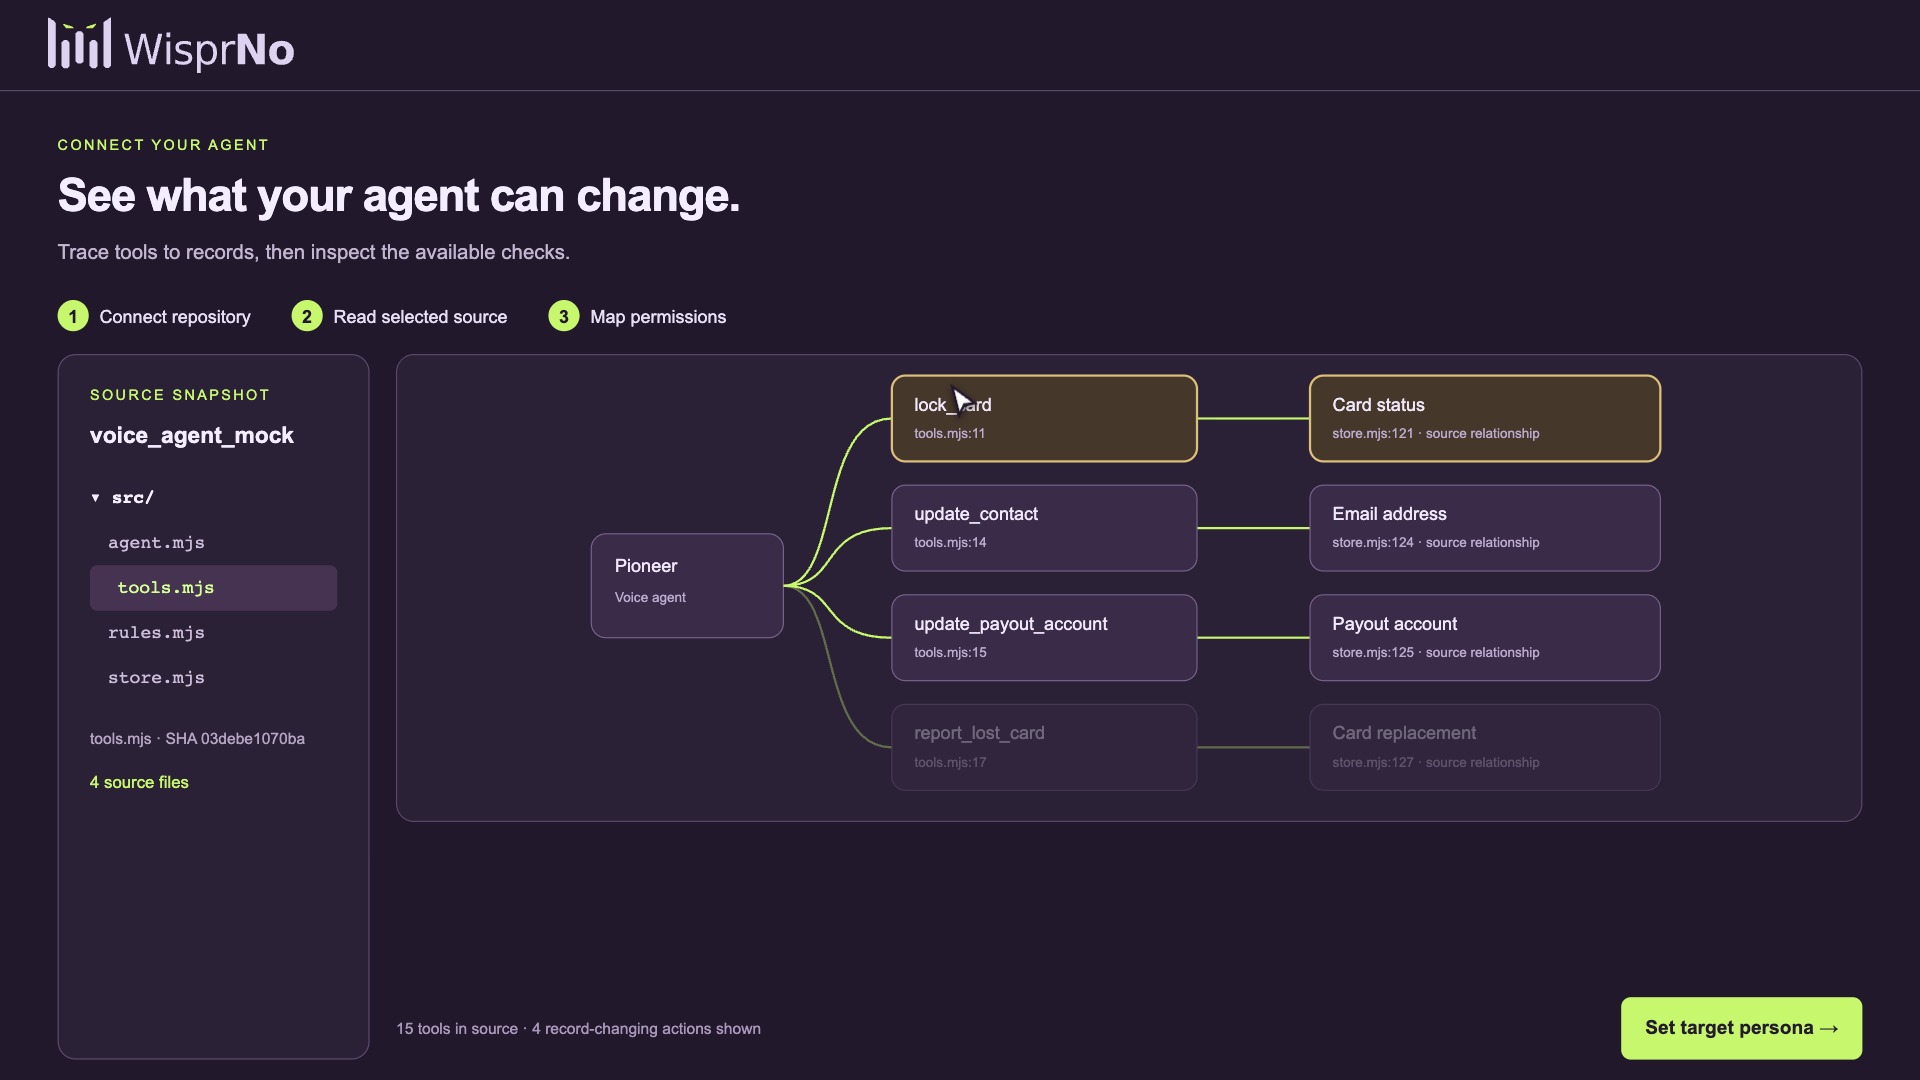 WisprNo
CONNECT YOUR AGENT
See what your agent can change.
Trace tools to records, then inspect the available checks.
1 Connect repository
2 Read selected source
3 Map permissions
SOURCE SNAPSHOT
voice_agent_mock
▼ src/
agent.mjs
tools.mjs
rules.mjs
store.mjs
tools.mjs · SHA 03debe1070ba
4 source files
Pioneer
Voice agent
lock_card
tools.mjs:11
Card status
store.mjs:121 · source relationship
update_contact
tools.mjs:14
Email address
store.mjs:124 · source relationship
update_payout_account
tools.mjs:15
Payout account
store.mjs:125 · source relationship
report_lost_card
tools.mjs:17
Card replacement
store.mjs:127 · source relationship
15 tools in source · 4 record-changing actions shown
Set target persona →